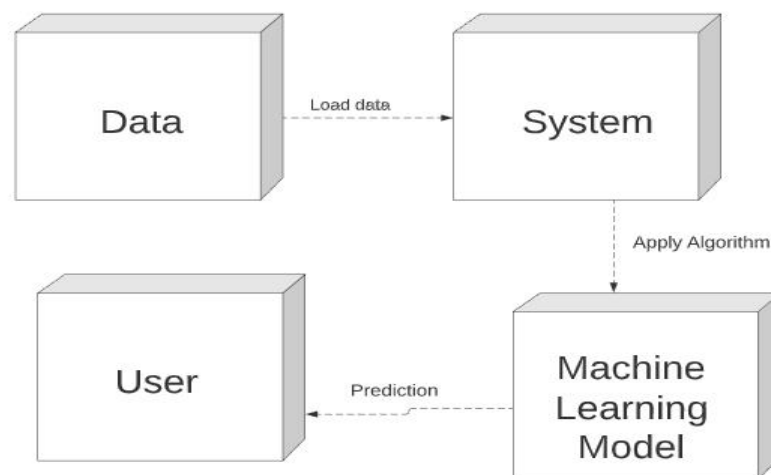 Data
Load data
System
Apply Algorithm
User
Prediction
Machine
Learning
Model